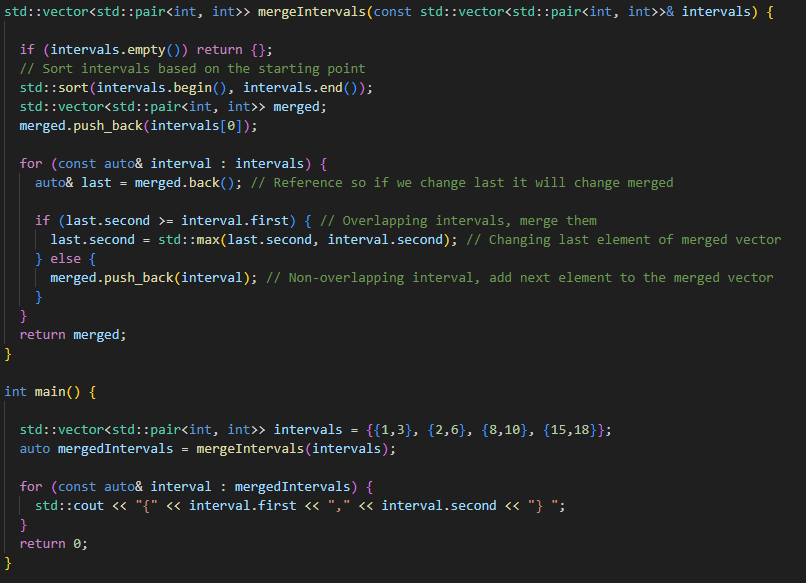 std::vector<std::pair<int, int>> mergeIntervals(const std::vector<std::pair<int, int>>& intervals) {
if (intervals.empty()) return {};
// Sort intervals based on the starting point
std::sort(intervals.begin(), intervals.end());
std::vector<std::pair<int, int>> merged;
merged.push_back(intervals[0]);
for (const auto& interval : intervals) {
auto& last = merged.back(); // Reference so if we change last it will change merged
if (last.second >= interval.first) { // Overlapping intervals, merge them
last.second = std::max(last.second, interval.second); // Changing last element of merged vector
} else {
merged.push_back(interval); // Non-overlapping interval, add next element to the merged vector
}
}
return merged;
}
int main() {
std::vector<std::pair<int, int>> intervals = {{1,3}, {2,6}, {8,10}, {15,18}};
auto mergedIntervals = mergeIntervals(intervals);
for (const auto& interval : mergedIntervals) {
std::cout << "{" << interval.first << "," << interval.second << "} ";
}
return 0;
}